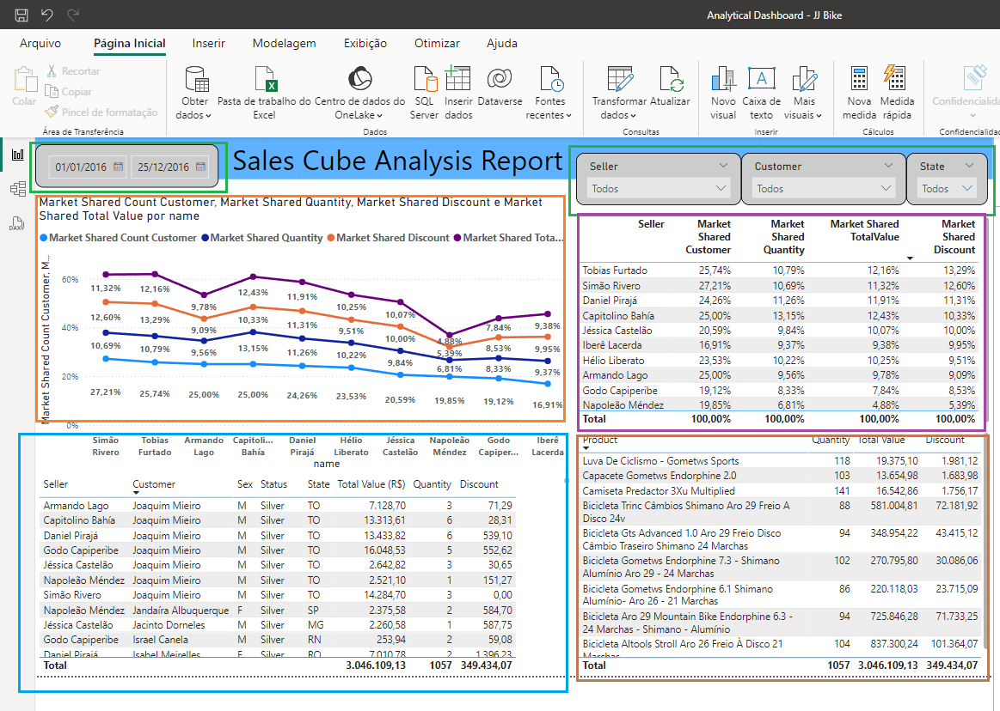 Analytical Dashboard - JJ Bike
Arquivo Página Inicial Inserir Modelagem Exibição Otimizar Ajuda
Colar
Recortar
Copiar
Pincel de formatação
Área de Transferência
Obter dados
Pasta de trabalho do Excel
Centro de dados do OneLake
SQL Server
Inserir dados
Dataverse
Fontes recentes
Dados
Transformar dados
Atualizar
Consultas
Novo visual
Caixa de texto
Mais visuais
Inserir
Nova medida
Medida rápida
Cálculos
Confidencialida
Confidencialidad
DAX
01/01/2016 25/12/2016
Sales Cube Analysis Report
Seller
Todos
Customer
Todos
State
Todos
Market Shared Count Customer, Market Shared Quantity, Market Shared Discount e Market
Shared Total Value por name
Market Shared Count Customer Market Shared Quantity Market Shared Discount Market Shared Tota...
Market Shared Count Customer, M...
60%
40%
20%
0%
11,32% 12,16% 9,78% 12,43% 11,91% 10,25% 10,07% 4,88% 7,84% 9,38%
12,60% 13,29% 9,09% 10,33% 11,31% 9,51% 10,00% 5,39% 8,53% 9,95%
10,69% 10,79% 9,56% 13,15% 11,26% 10,22% 9,84% 6,81% 8,33% 9,37%
27,21% 25,74% 25,00% 25,00% 24,26% 23,53% 20,59% 19,85% 19,12% 16,91%
Simão Tobias Armando Capitoli... Daniel Hélio Jéssica Napoleão Godo Iberê
Rivero Furtado Lago Bahía Pirajá Liberato Castelão Méndez Capiper... Lacerda
name
Seller Market Shared Customer Market Shared Quantity Market Shared TotalValue Market Shared Discount
Tobias Furtado 25,74% 10,79% 12,16% 13,29%
Simão Rivero 27,21% 10,69% 11,32% 12,60%
Daniel Pirajá 24,26% 11,26% 11,91% 11,31%
Capitolino Bahía 25,00% 13,15% 12,43% 10,33%
Jéssica Castelão 20,59% 9,84% 10,07% 10,00%
Iberê Lacerda 16,91% 9,37% 9,38% 9,95%
Hélio Liberato 23,53% 10,22% 10,25% 9,51%
Armando Lago 25,00% 9,56% 9,78% 9,09%
Godo Capiperibe 19,12% 8,33% 7,84% 8,53%
Napoleão Méndez 19,85% 6,81% 4,88% 5,39%
Total 100,00% 100,00% 100,00% 100,00%
Seller Customer Sex Status State Total Value (R$) Quantity Discount
Armando Lago Joaquim Mieiro M Silver TO 7.128,70 3 71,29
Capitolino Bahía Joaquim Mieiro M Silver TO 13.313,61 6 28,31
Daniel Pirajá Joaquim Mieiro M Silver TO 13.433,82 6 539,10
Godo Capiperibe Joaquim Mieiro M Silver TO 16.048,53 5 552,62
Jéssica Castelão Joaquim Mieiro M Silver TO 2.642,82 3 30,65
Napoleão Méndez Joaquim Mieiro M Silver TO 2.521,10 1 151,27
Simão Rivero Joaquim Mieiro M Silver TO 14.284,70 3 0,00
Napoleão Méndez Jandaíra Albuquerque F Silver SP 2.375,58 2 584,70
Jéssica Castelão Jacinto Dorneles M Silver MG 2.260,58 1 587,75
Godo Capiperibe Israel Canela M Silver RN 253,94 2 59,08
Daniel Pirajá Isabel Meirelles F Silver RO 7.010,78 2 1.396,23
Total 3.046.109,13 1057 349.434,07
Product Quantity Total Value Discount
Luva De Ciclismo - Gometws Sports 118 19.375,10 1.981,12
Capacete Gometws Endorphine 2.0 103 13.654,98 1.683,98
Camiseta Predactor 3Xu Multiplied 141 16.542,86 1.756,17
Bicicleta Trinc Câmbios Shimano Aro 29 Freio A 88 581.004,81 72.181,92
Disco 24v
Bicicleta Gts Advanced 1.0 Aro 29 Freio Disco 94 348.954,22 43.415,12
Câmbio Traseiro Shimano 24 Marchas
Bicicleta Gometws Endorphine 7.3 - Shimano 102 270.795,80 30.086,06
Alumínio Aro 29 - 24 Marchas
Bicicleta Gometws Endorphine 6.1 Shimano 86 220.118,03 23.715,09
Alumínio- Aro 26 - 21 Marchas
Bicicleta Aro 29 Mountain Bike Endorphine 6.3 - 94 725.846,28 71.733,25
24 Marchas - Shimano - Alumínio
Bicicleta Altools Stroll Aro 26 Freio À Disco 21 104 837.300,24 101.364,07
Marchas
Total 1057 3.046.109,13 349.434,07